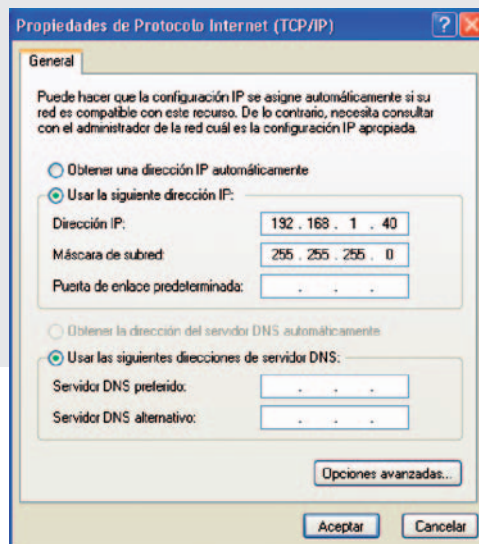 Propiedades de Protocolo Internet (TCP/IP)
General
Puede hacer que la configuración IP se asigne automáticamente si su
red es compatible con este recurso. De lo contrario, necesita consultar
con el administrador de la red cuál es la configuración IP apropiada.
Obtener una dirección IP automáticamente
Usar la siguiente dirección IP:
Dirección IP: 192 . 168 . 1 . 40
Máscara de subred: 255 . 255 . 255 . 0
Puerta de enlace predeterminada: . . .
Obtener la dirección del servidor DNS automáticamente
Usar las siguientes direcciones de servidor DNS:
Servidor DNS preferido: . . .
Servidor DNS alternativo: . . .
Opciones avanzadas...
Aceptar Cancelar